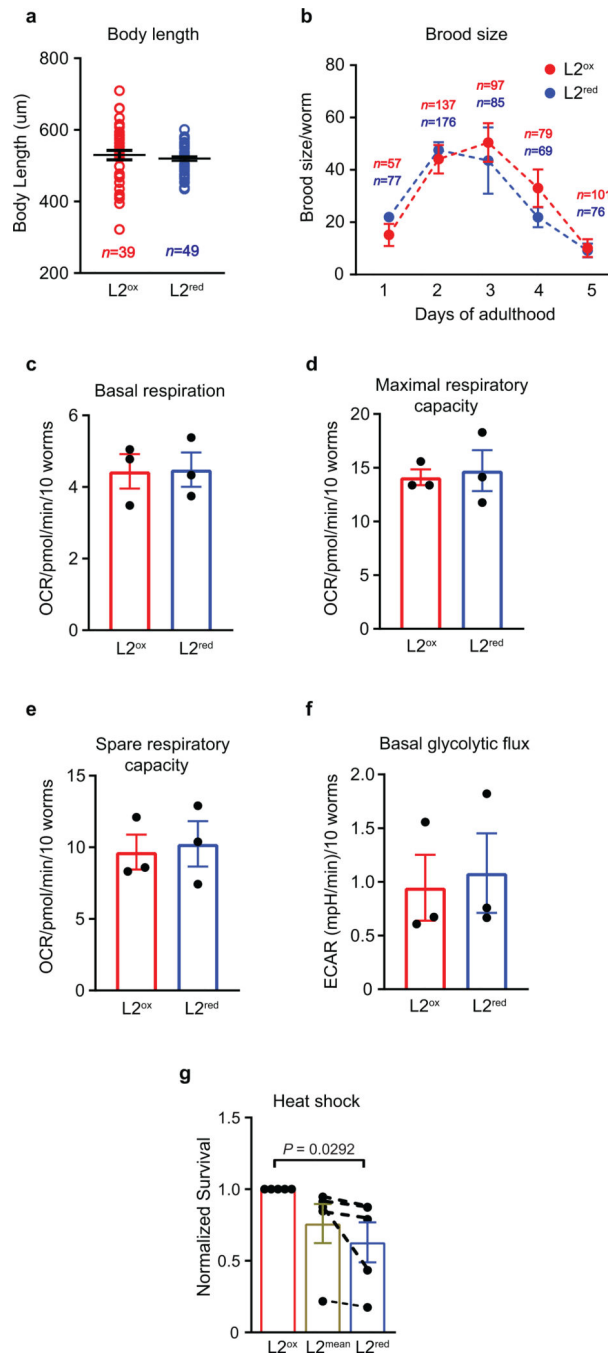 a
Body length
Body Length (um)
800
600
400
200
n=39
n=49
L2ox
L2red
b
Brood size
L2ox
L2red
Brood size/worm
80
60
40
20
0
n=57
n=77
n=137
n=176
n=97
n=85
n=79
n=69
n=101
n=76
1 2 3 4 5
Days of adulthood
c
Basal respiration
OCR/pmol/min/10 worms
6
4
2
0
L2ox
L2red
d
Maximal respiratory
capacity
OCR/pmol/min/10 worms
20
15
10
5
0
L2ox
L2red
e
Spare respiratory
capacity
OCR/pmol/min/10 worms
15
10
5
0
L2ox
L2red
f
Basal glycolytic flux
ECAR (mpH/min)/10 worms
2.0
1.5
1.0
0.5
0
L2ox
L2red
g
Heat shock
Normalized Survival
1.5
1.0
0.5
0
P = 0.0292
L2ox L2mean L2red